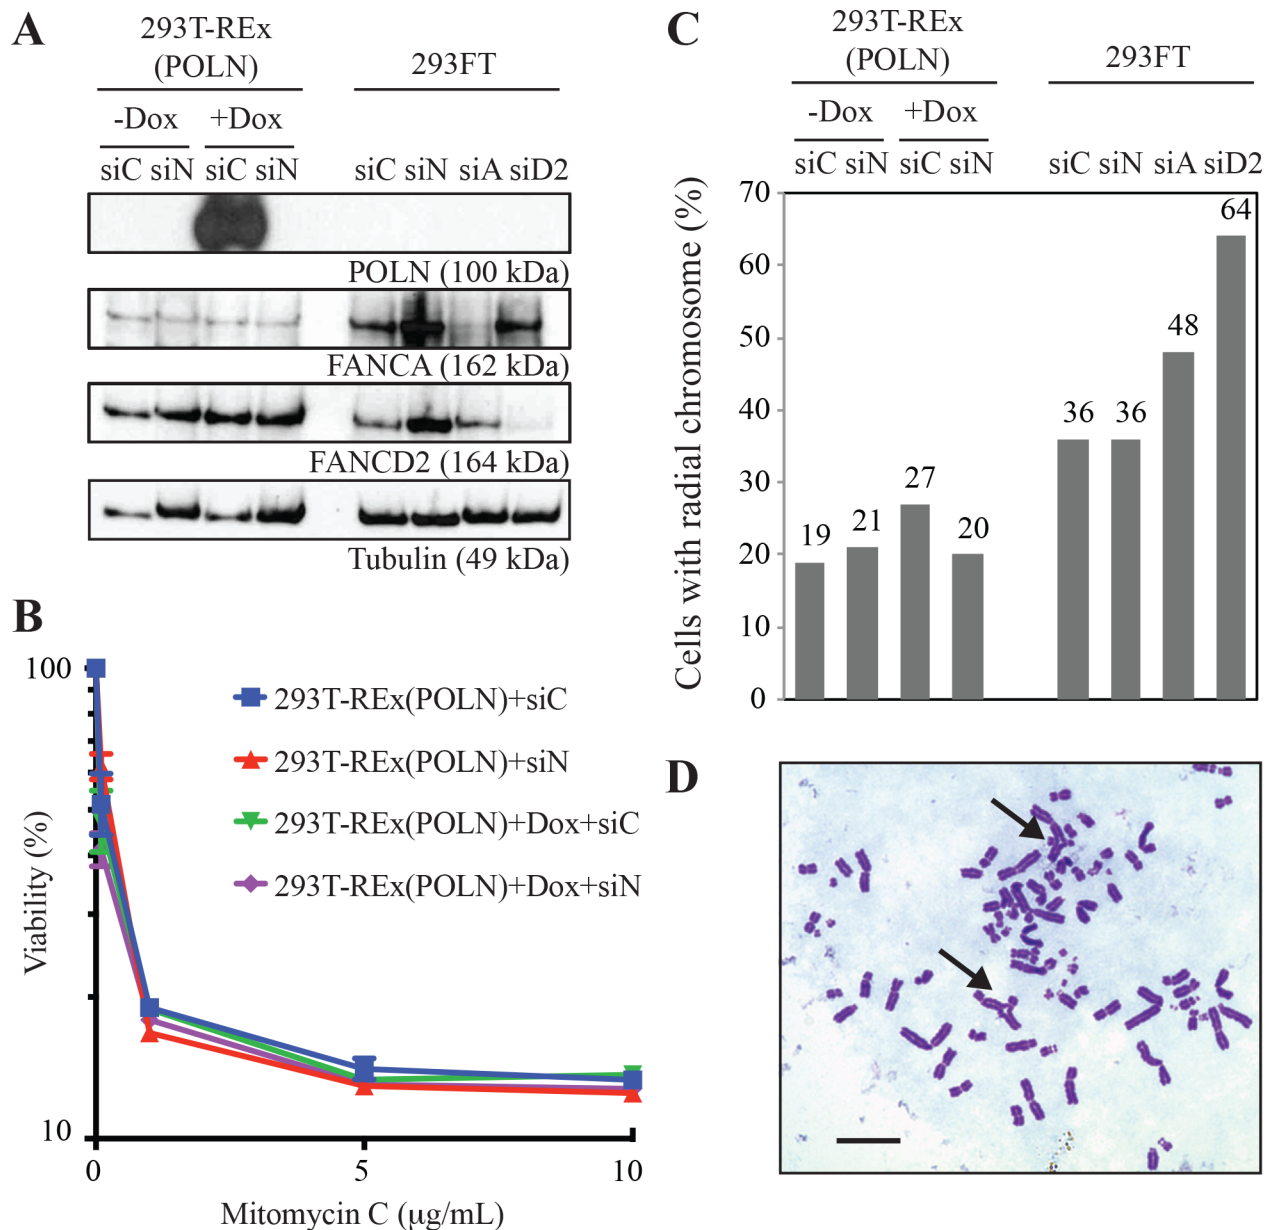 A
293T-REx
(POLN)
293FT
-Dox +Dox
siC siN siC siN siC siN siA siD2
POLN (100 kDa)
FANCA (162 kDa)
FANCD2 (164 kDa)
Tubulin (49 kDa)
B
100
10
0 5 10
Viability (%)
Mitomycin C (µg/mL)
293T-REx(POLN)+siC
293T-REx(POLN)+siN
293T-REx(POLN)+Dox+siC
293T-REx(POLN)+Dox+siN
C
293T-REx
(POLN)
293FT
-Dox +Dox
siC siN siC siN siC siN siA siD2
Cells with radial chromosome (%)
70
60
50
40
30
20
10
0
19 21 27 20 36 36 48 64
D